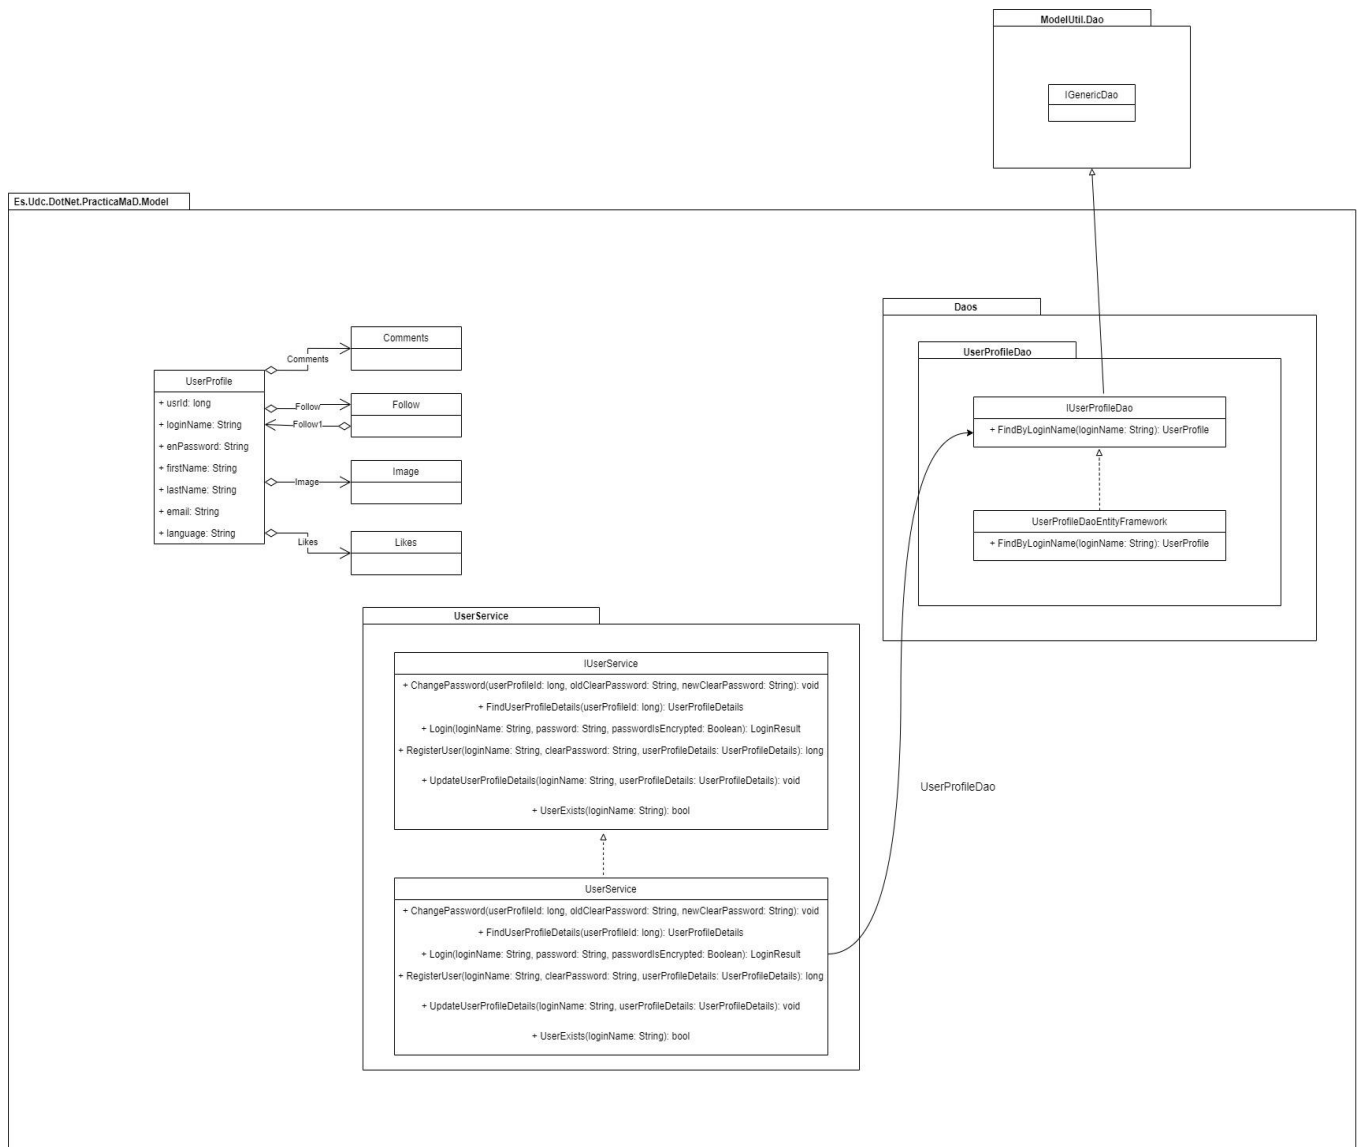 ModelUtil.Dao
IGenericDao
Es.Udc.DotNet.PracticaMaD.Model
Daos
UserProfileDao
IUserProfileDao
+ FindByLoginName(loginName: String): UserProfile
UserProfileDaoEntityFramework
+ FindByLoginName(loginName: String): UserProfile
Comments
Comments
UserProfile
+ usrId: long
+ loginName: String
+ enPassword: String
+ firstName: String
+ lastName: String
+ email: String
+ language: String
Follow
Follow
Follow1
Image
Image
Likes
Likes
UserService
IUserService
+ ChangePassword(userProfileId: long, oldClearPassword: String, newClearPassword: String): void
+ FindUserProfileDetails(userProfileId: long): UserProfileDetails
+ Login(loginName: String, password: String, passwordIsEncrypted: Boolean): LoginResult
+ RegisterUser(loginName: String, clearPassword: String, userProfileDetails: UserProfileDetails): long
+ UpdateUserProfileDetails(loginName: String, userProfileDetails: UserProfileDetails): void
+ UserExists(loginName: String): bool
UserProfileDao
UserService
+ ChangePassword(userProfileId: long, oldClearPassword: String, newClearPassword: String): void
+ FindUserProfileDetails(userProfileId: long): UserProfileDetails
+ Login(loginName: String, password: String, passwordIsEncrypted: Boolean): LoginResult
+ RegisterUser(loginName: String, clearPassword: String, userProfileDetails: UserProfileDetails): long
+ UpdateUserProfileDetails(loginName: String, userProfileDetails: UserProfileDetails): void
+ UserExists(loginName: String): bool